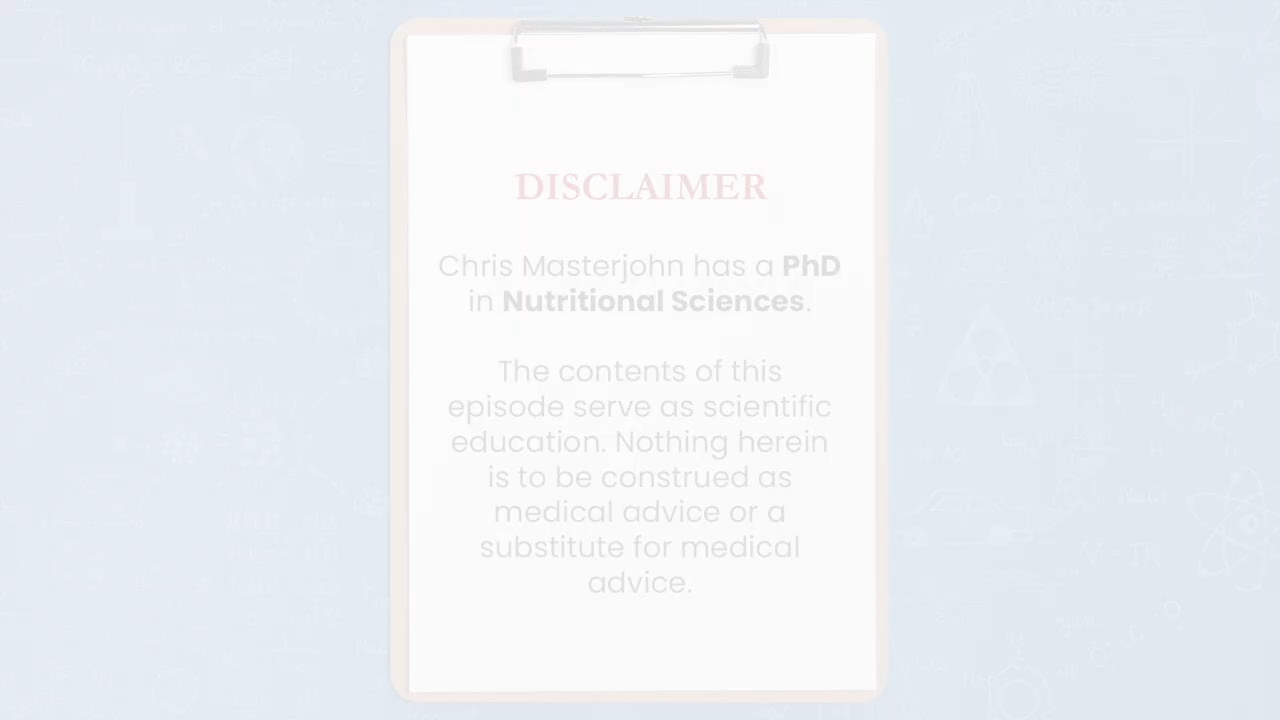 DISCLAIMER
Chris Masterjohn has a PhD
in Nutritional Sciences.
The contents of this
episode serve as scientific
education. Nothing herein
is to be construed as
medical advice or a
substitute for medical
advice.